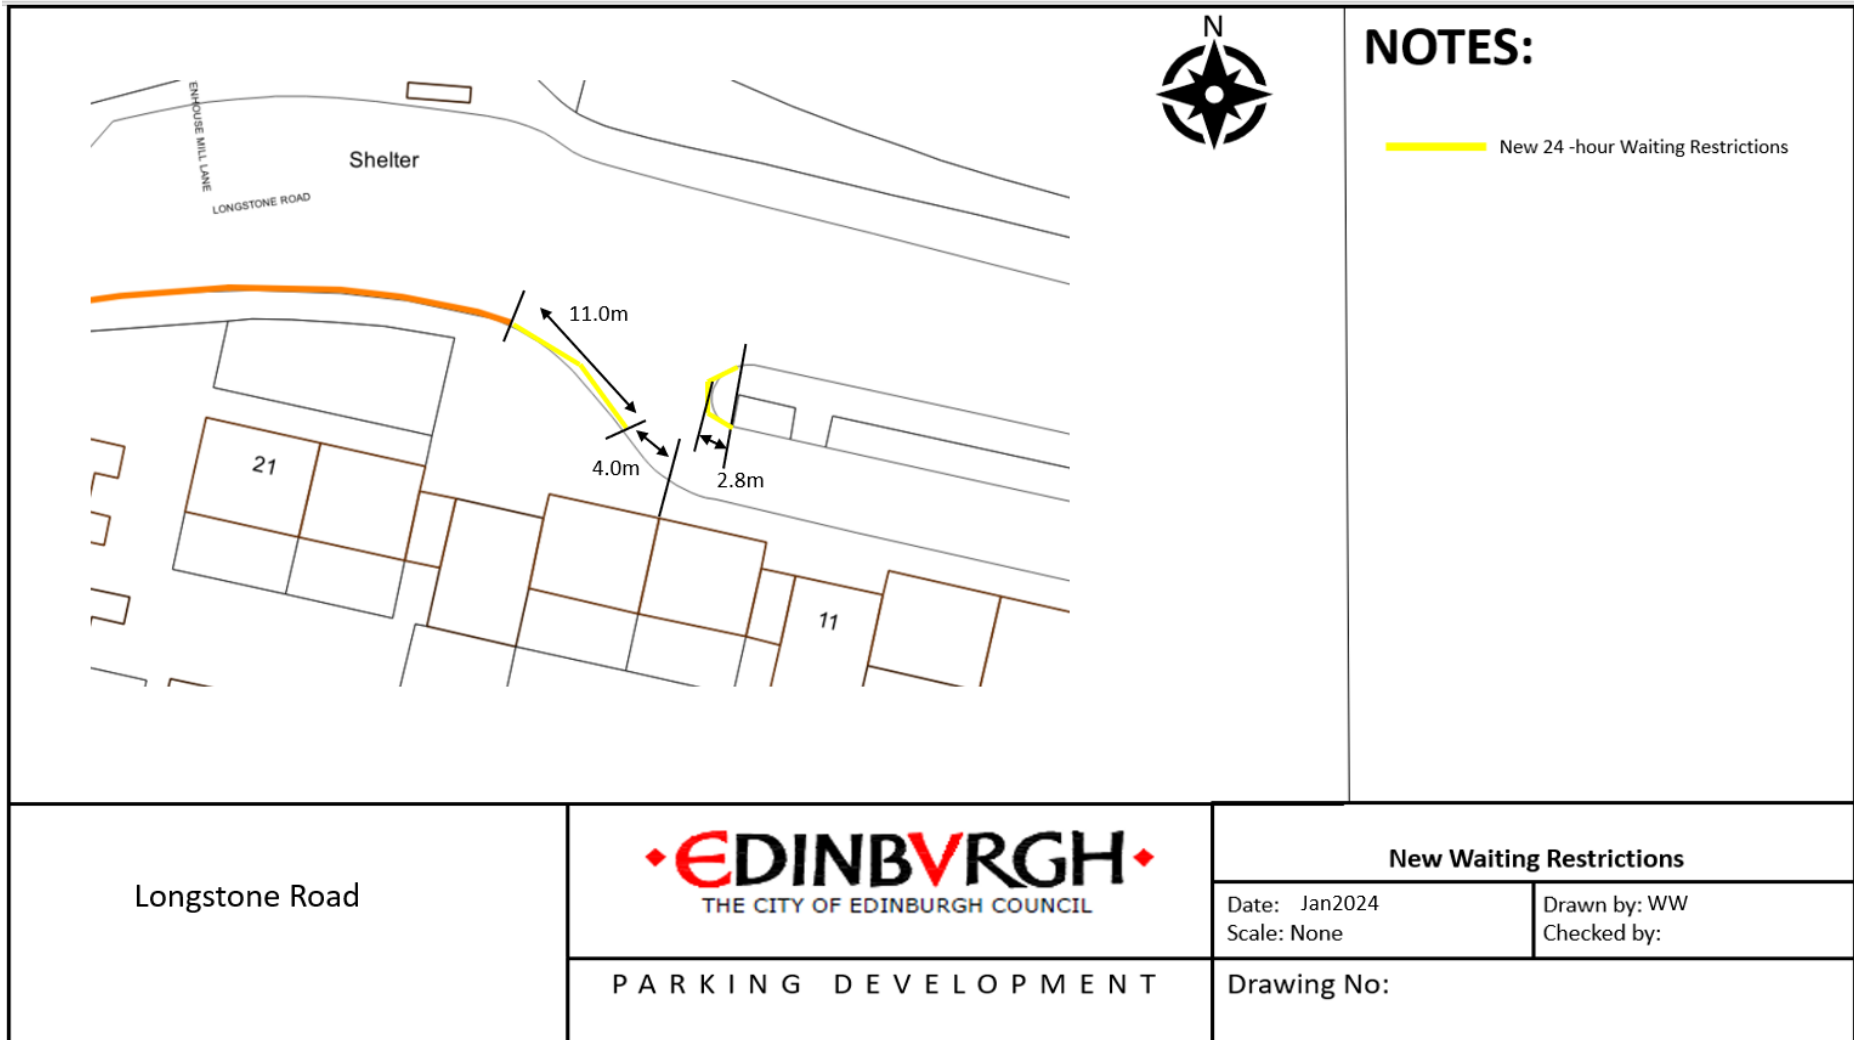 N
NOTES:
New 24 -hour Waiting Restrictions
ENHOUSE MILL LANE
Shelter
LONGSTONE ROAD
11.0m
4.0m
2.8m
21
11
Longstone Road
EDINBVRGH
THE CITY OF EDINBURGH COUNCIL
PARKING DEVELOPMENT
New Waiting Restrictions
Date: Jan2024
Scale: None
Drawn by: WW
Checked by:
Drawing No: